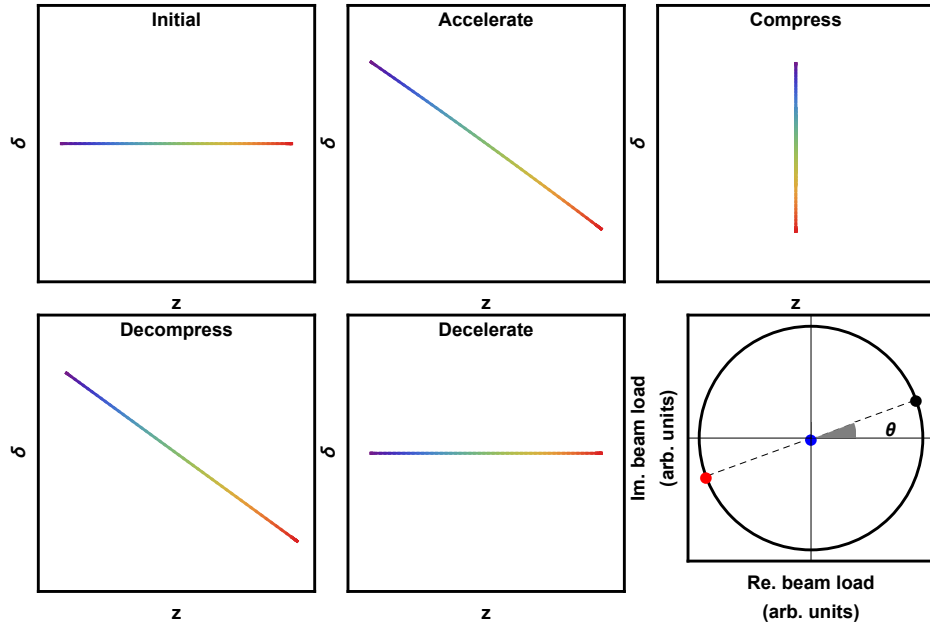 Initial
δ
z
Accelerate
δ
z
Compress
δ
z
Decompress
δ
z
Decelerate
δ
z
Im. beam load
(arb. units)
θ
Re. beam load
(arb. units)